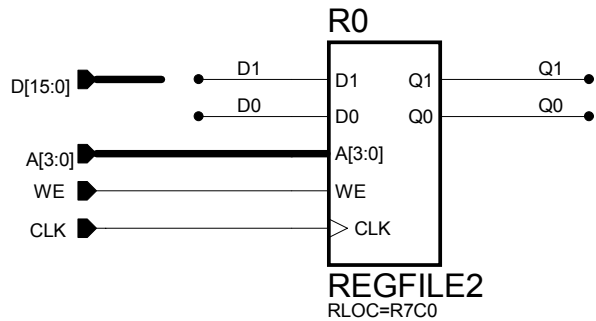 R0
D[15:0]
D1
D1
Q1
Q1
D0
D0
Q0
Q0
A[3:0]
A[3:0]
WE
WE
CLK
CLK
REGFILE2
RLOC=R7C0